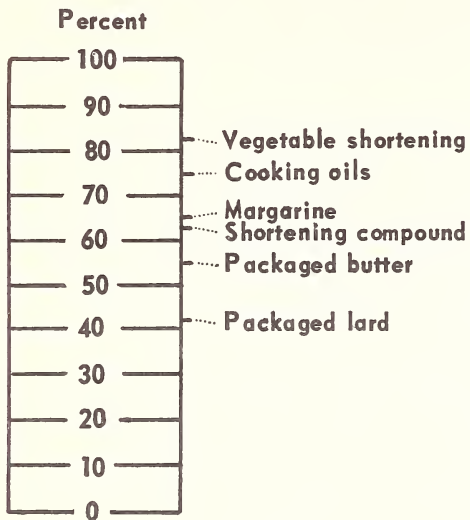 Percent
100
90
80
70
60
50
40
30
20
10
0
Vegetable shortening
Cooking oils
Margarine
Shortening compound
Packaged butter
Packaged lard